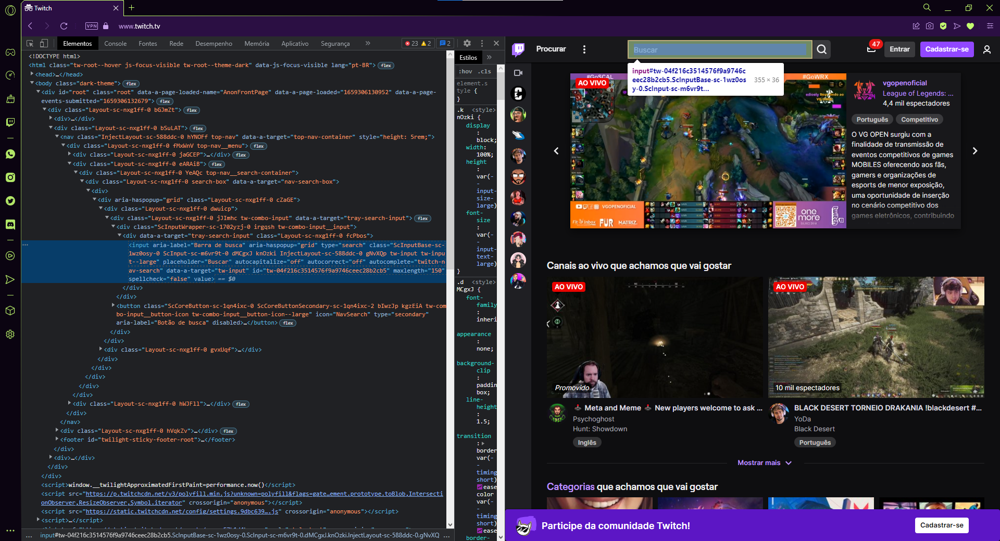 Twitch
VPN
www.twitch.tv
Elementos
Console
Fontes
Rede
Desempenho
Memória
Aplicativo
Segurança
»
23
2
2
<!DOCTYPE html>
<html class="tw-root--hover js-focus-visible tw-root--theme-dark" data-js-focus-visible lang="pt-BR"> flex
<head>…</head>
<body class="dark-theme"> flex
<div id="root" class="root" data-a-page-loaded-name="AnonFrontPage" data-a-page-loaded="1659306130952" data-a-page-
events-submitted="1659306132679"> flex
<div class="Layout-sc-nxg1ff-0 bGJmZt"> flex
<div>…</div>
<div class="Layout-sc-nxg1ff-0 bSuLAT"> flex
<nav class="InjectLayout-sc-588ddc-0 hYNOFf top-nav" data-a-target="top-nav-container" style="height: 5rem;">
<div class="Layout-sc-nxg1ff-0 fMxWnV top-nav__menu"> flex
<div class="Layout-sc-nxg1ff-0 jaGCEP">…</div> flex
<div class="Layout-sc-nxg1ff-0 eARAiB"> flex
<div class="Layout-sc-nxg1ff-0 YeAQc top-nav__search-container">
<div class="Layout-sc-nxg1ff-0 search-box" data-a-target="nav-search-box">
<div>
<div aria-haspopup="grid" class="Layout-sc-nxg1ff-0 cZaGE">
<div class="Layout-sc-nxg1ff-0 dwuicp">
<div class="Layout-sc-nxg1ff-0 jJImhc tw-combo-input" data-a-target="tray-search-input"> flex
<div class="ScInputWrapper-sc-1702yzj-0 irgqsh tw-combo-input__input">
<div data-a-target="tray-search-input" class="Layout-sc-nxg1ff-0 fcPbos">
<input aria-label="Barra de busca" aria-haspopup="grid" type="search" class="ScInputBase-sc-
1wz0osy-0 ScInput-sc-m6vr9t-0 dMCgxJ knOzki InjectLayout-sc-588ddc-0 gNvXQp tw-input tw-inpu
t--large" placeholder="Buscar" autocapitalize="off" autocorrect="off" autocomplete="twitch-n
av-search" data-a-target="tw-input" id="tw-04f216c3514576f9a9746ceec28b2cb5" maxlength="150"
spellcheck="false" value> == $0
</div>
</div>
<button class="ScCoreButton-sc-1qn4ixc-0 ScCoreButtonSecondary-sc-1qn4ixc-2 bIwzJp kgzEiA tw-com
bo-input__button-icon tw-combo-input__button-icon--large" icon="NavSearch" type="secondary"
aria-label="Botão de busca" disabled>…</button> flex
</div>
</div>
<div class="Layout-sc-nxg1ff-0 gvxUqf">…</div>
</div>
</div>
</div>
</div>
</div>
<div class="Layout-sc-nxg1ff-0 hWJFll">…</div> flex
</div>
</nav>
<div class="Layout-sc-nxg1ff-0 hVqkZv">…</div> flex
<footer id="twilight-sticky-footer-root">…</footer>
</div>
<div>…</div>
</div>
</div>
<script>window.__twilightApproximatedFirstPaint=performance.now()</script>
<script src="https://p.twitchcdn.net/v3/polyfill.min.js?unknown=polyfill&flags=gate…ement.prototype.toBlob,Intersecti
onObserver,ResizeObserver,Symbol.iterator" crossorigin="anonymous"></script>
<script src="https://static.twitchcdn.net/config/settings.9dbc639….js" crossorigin="anonymous"></script>
<script>…</script>
… input#tw-04f216c3514576f9a9746ceec28b2cb5.ScInputBase-sc-1wz0osy-0.ScInput-sc-m6vr9t-0.dMCgxJ.knOzki.InjectLayout-sc-588ddc-0.gNvXQ …
Estilos
»
:hov .cls
element.s
tyle {
}
.k <style>
nOzki {
display
:
block;
width:
100%;
height
:
var(-
-
input-
size-
large)
font-
size
:
var(-
-
input-
text-
large)
}
.d <style>
MCgxJ {
font-
family
:
inheri
appearance
:
none;
background-
clip
:
paddin
box;
line-
height
:
1.5;
transition
:
border
var(-
-
timing
short)
ease
color
var(-
-
timing
short)
ease
border-
Procurar
Buscar
47
Entrar
Cadastrar-se
input#tw-04f216c3514576f9a9746c
eec28b2cb5.ScInputBase-sc-1wz0os
y-0.ScInput-sc-m6vr9t...
355 × 36
#GoSCAL
AO VIVO
#GoWRX
VGOPENOFICIAL
Fit Inbox
FÜR
MATRIZ.
one
more
vgopenoficial
League of Legends: ...
4,4 mil espectadores
Português
Competitivo
O VG OPEN surgiu com a
finalidade de transmissão de
eventos competitivos de games
MOBILES oferecendo aos fãs,
gamers e organizações de
esports de menor exposição,
uma oportunidade de inserção
no cenário competitivo dos
games eletrônicos, contribuindo
Canais ao vivo que achamos que vai gostar
AO VIVO
Promovido
Meta and Meme New players welcome to ask ...
Psychoghost
Hunt: Showdown
Inglês
AO VIVO
10 mil espectadores
BLACK DESERT TORNEIO DRAKANIA !blackdesert #...
YoDa
Black Desert
Português
Mostrar mais
Categorias que achamos que vai gostar
Participe da comunidade Twitch!
Cadastrar-se